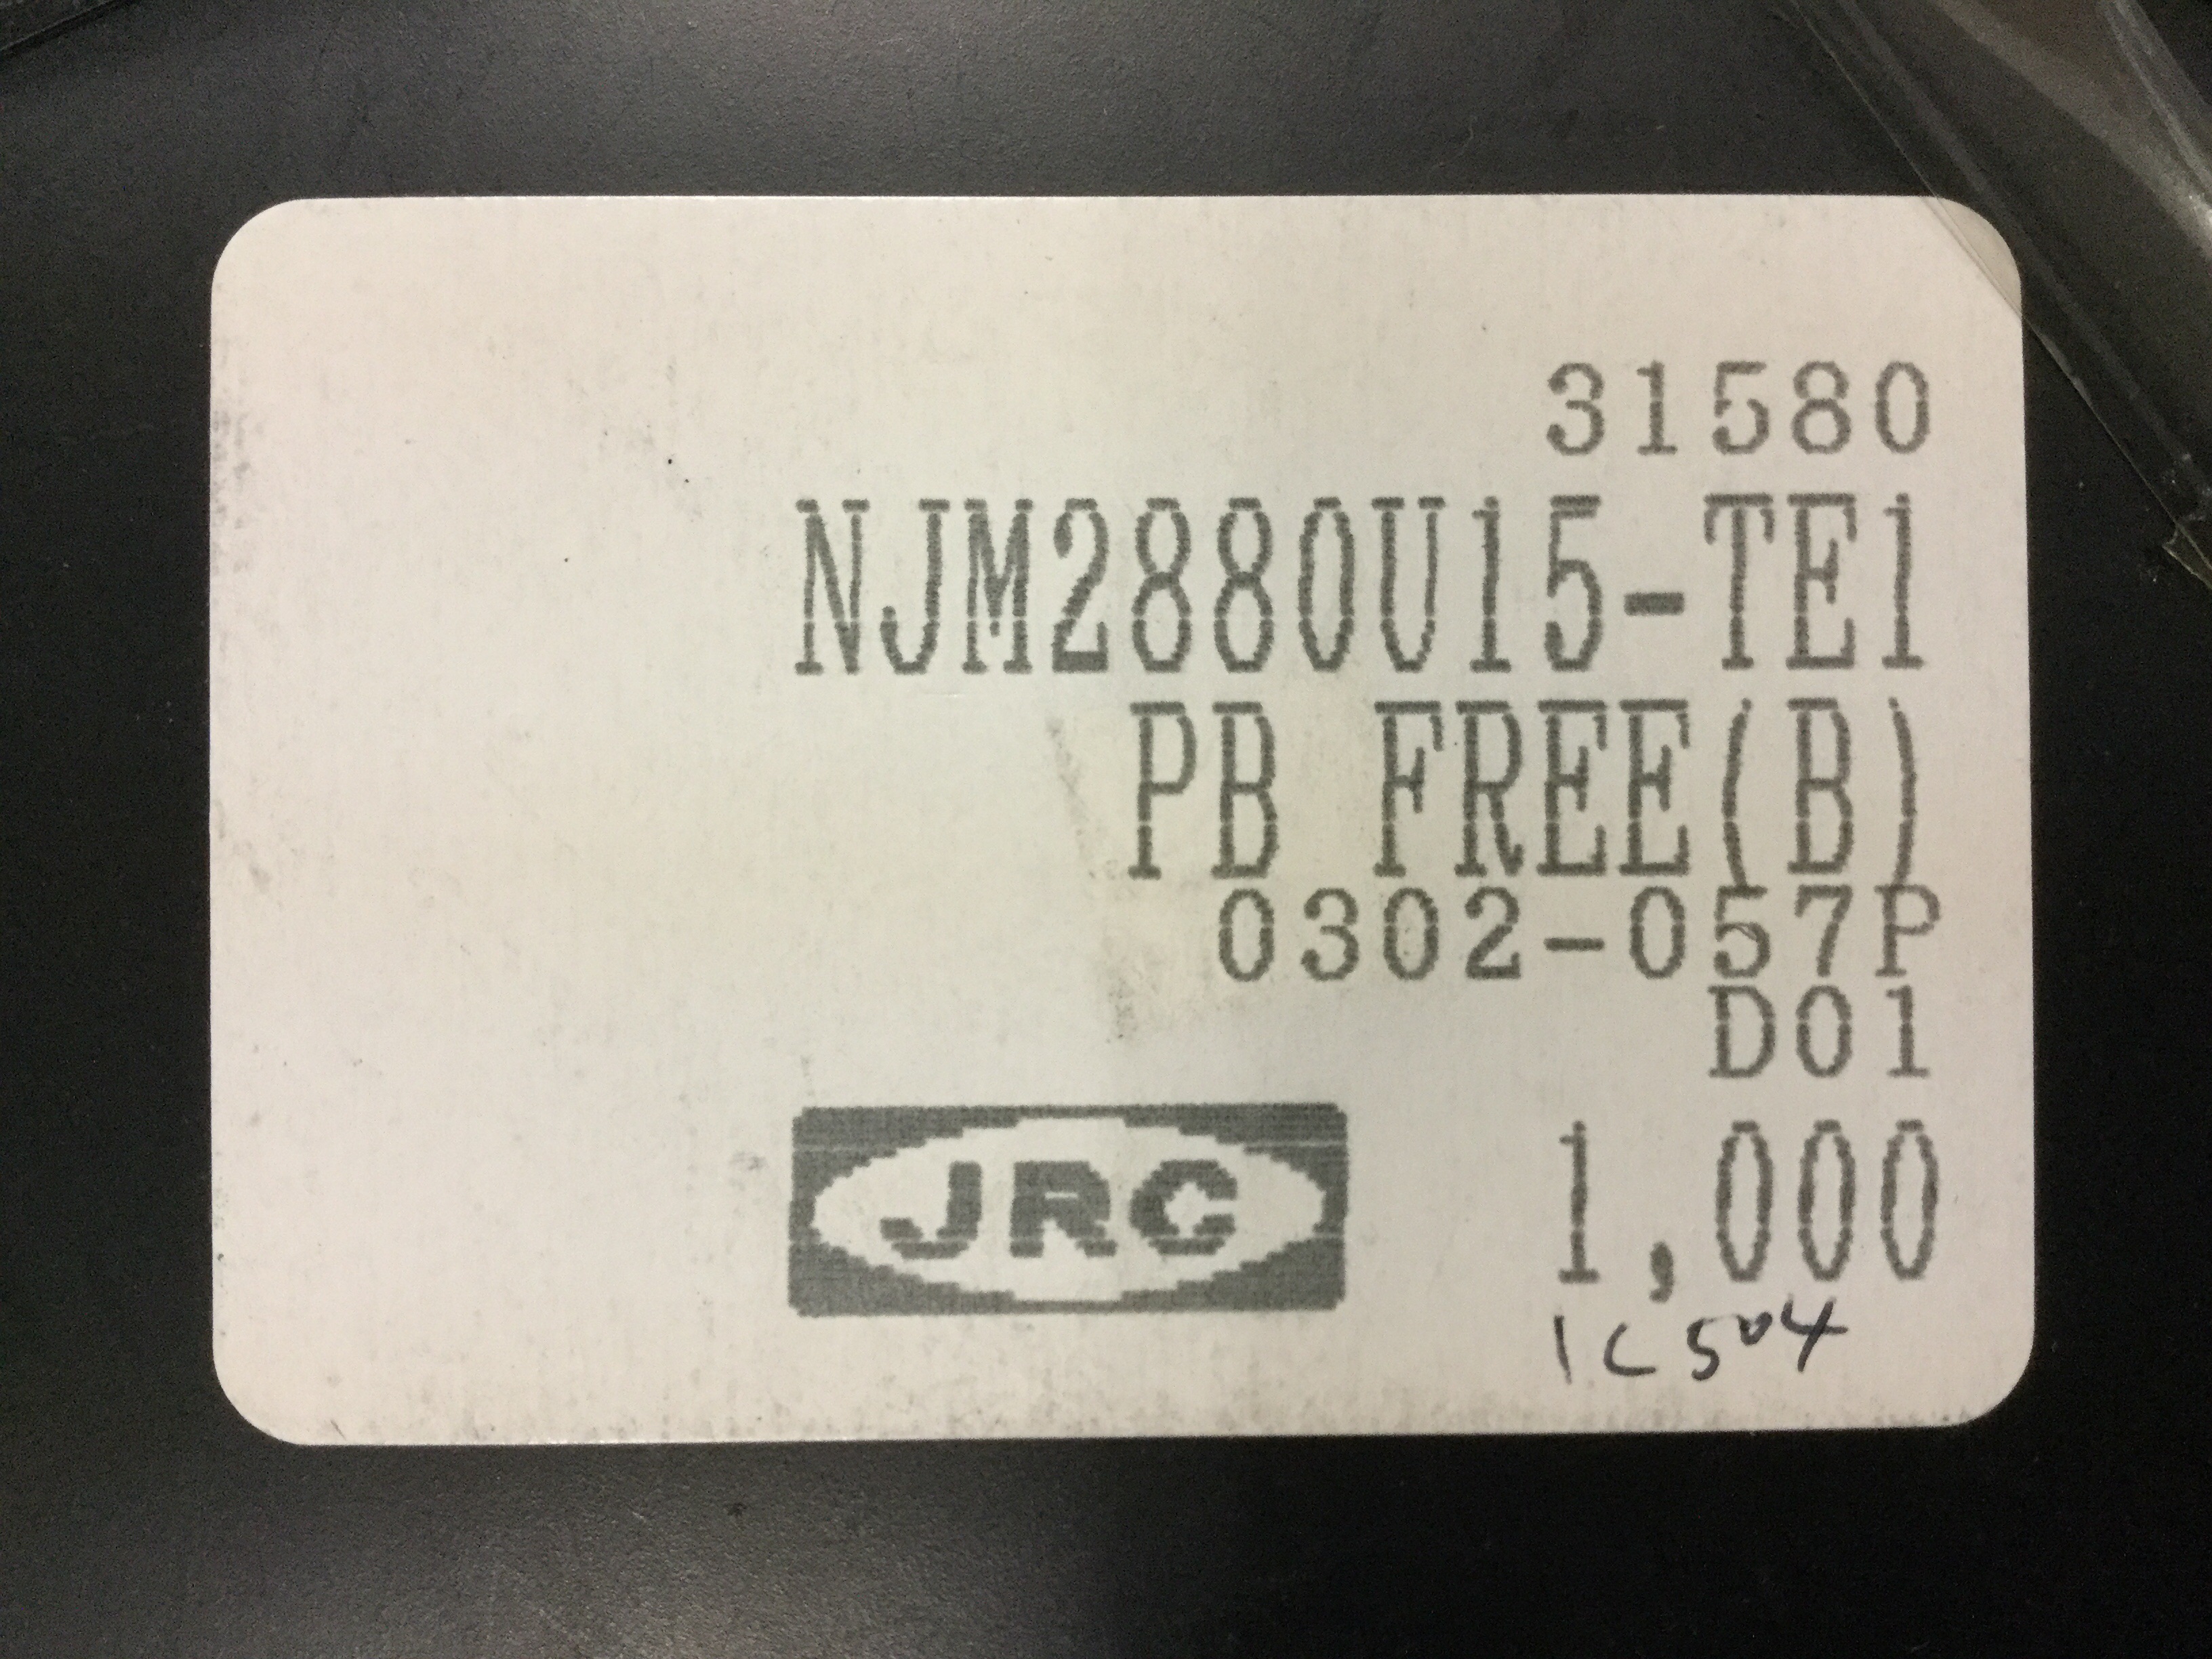 31580
NJM2880U15-TE1
PB FREE(B)
0302-057P
D01
JRC 1,000
IC504